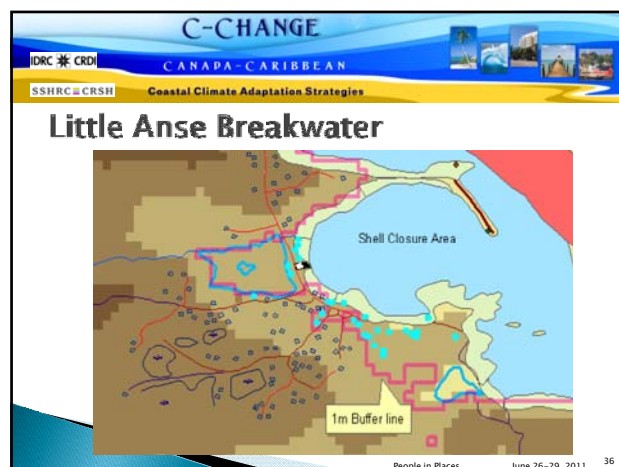 C-CHANGE
IDRC CRDI
CANAPA-CARIBBEAN
SSHRC CRSH
Coastal Climate Adaptation Strategies
Little Anse Breakwater
Shell Closure Area
1m Buffer line
People in Places June 26-29, 2011 36